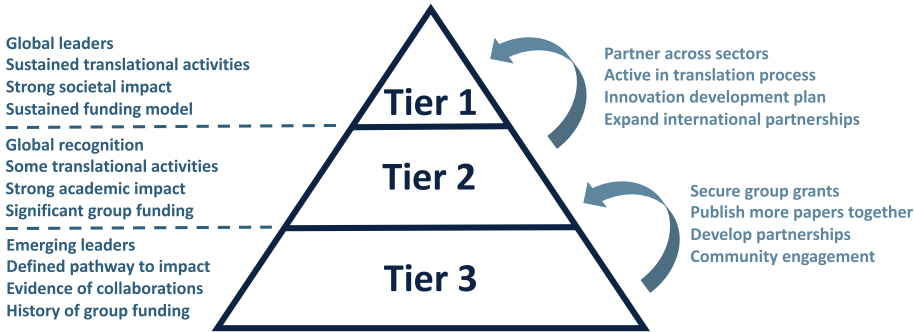 Global leaders
Sustained translational activities
Strong societal impact
Sustained funding model
Tier 1
Partner across sectors
Active in translation process
Innovation development plan
Expand international partnerships
Global recognition
Some translational activities
Strong academic impact
Significant group funding
Tier 2
Secure group grants
Publish more papers together
Develop partnerships
Community engagement
Emerging leaders
Defined pathway to impact
Evidence of collaborations
History of group funding
Tier 3